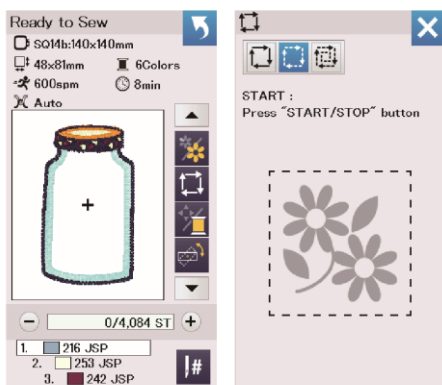 Ready to Sew
SQ14b:140x140mm
48x81mm 6Colors
600spm 8min
Auto
0/4,084 ST
1. 216 JSP
2. 253 JSP
3. 242 JSP
#
START :
Press "START/STOP" button